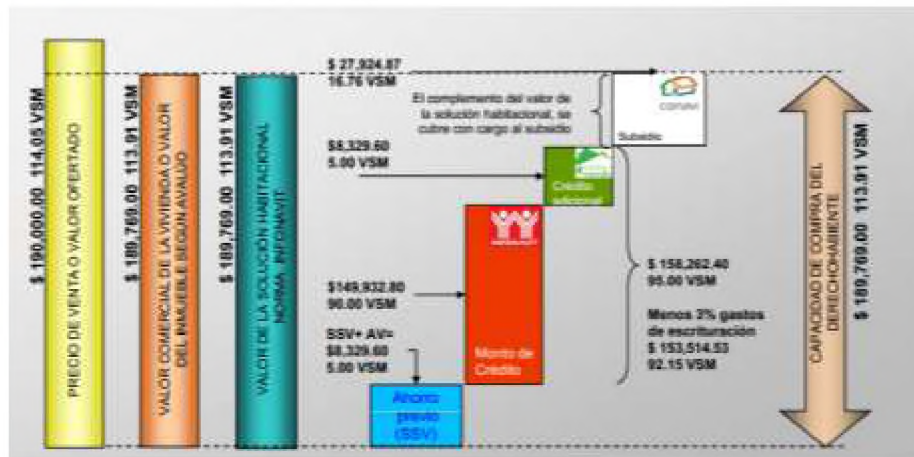 $ 190,000.00 114.05 VSM
PRECIO DE VENTA O VALOR OFERTADO
$ 189,769.00 113.91 VSM
VALOR COMERCIAL DE LA VIVIENDA O VALOR
DEL INMUEBLE SEGÚN AVALÚO
$ 189,769.00 113.91 VSM
VALOR DE LA SOLUCIÓN HABITACIONAL
NORMA INFONAVIT
$ 27,924.87
16.76 VSM
El complemento del valor de
la solución habitacional, se
cubre con cargo al subsidio
conavi
Subsidio
$8,329.60
5.00 VSM
Crédito
adicional
$149,932.80
90.00 VSM
INFONAVIT
Monto de
Crédito
SSV+ AV=
$8,329.60
5.00 VSM
Ahorro
previo
(SSV)
$ 158,262.40
95.00 VSM
Menos 3% gastos
de escrituración
$ 153,514.53
92.15 VSM
CAPACIDAD DE COMPRA DEL
DERECHOHABIENTE
$ 189,769.00 113.91 VSM